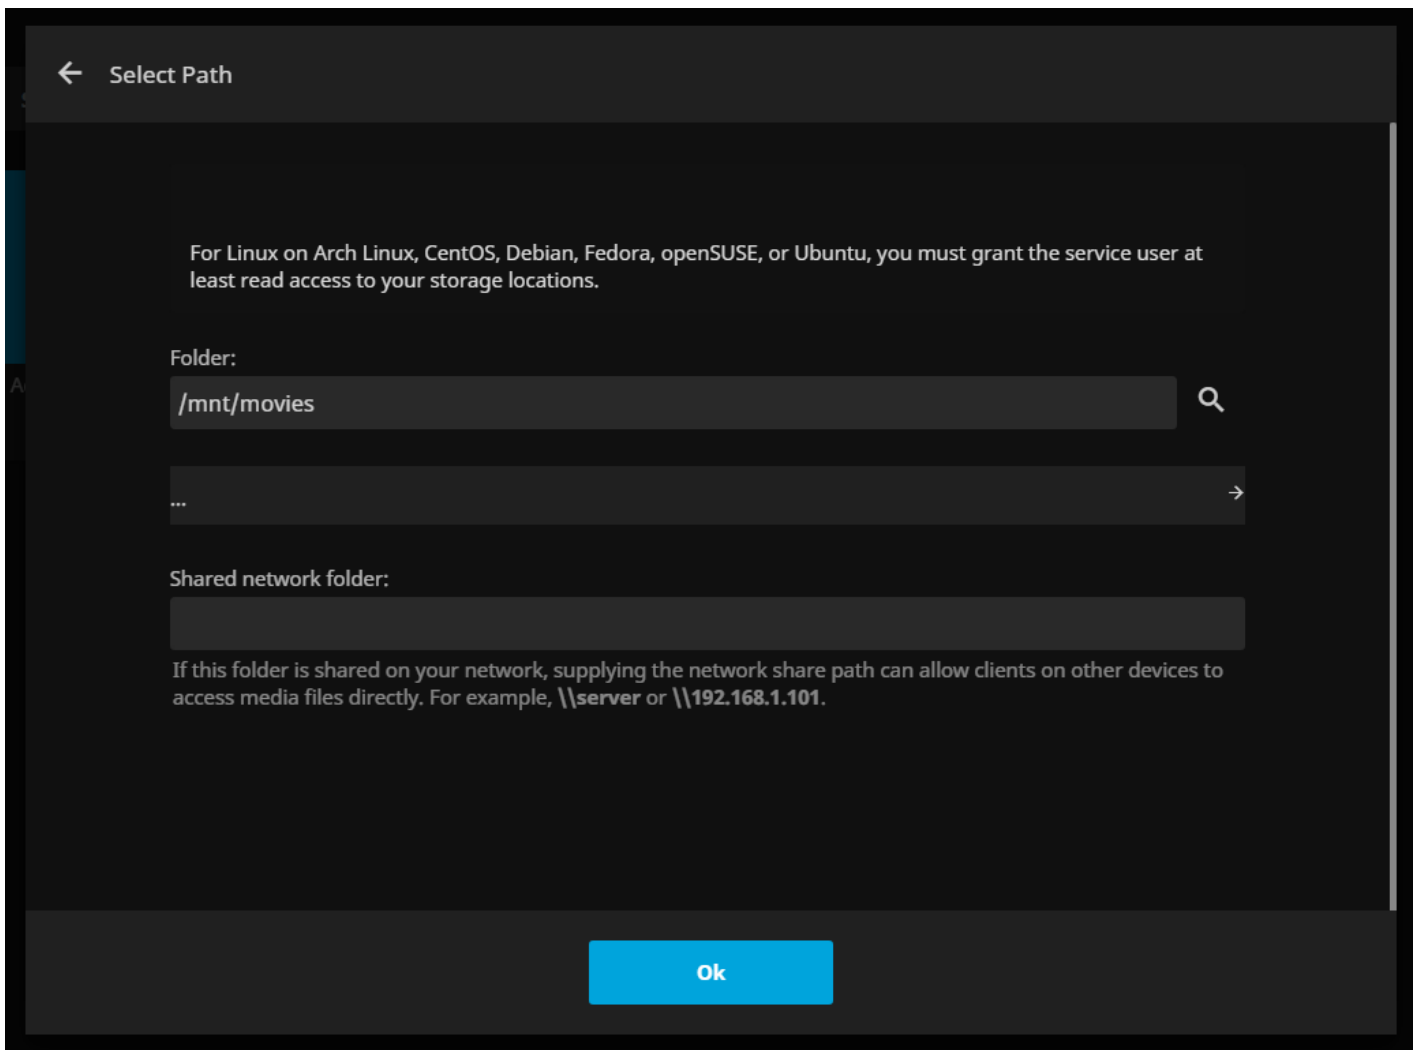 Select Path
For Linux on Arch Linux, CentOS, Debian, Fedora, openSUSE, or Ubuntu, you must grant the service user at
least read access to your storage locations.
Folder:
/mnt/movies
...
Shared network folder:
If this folder is shared on your network, supplying the network share path can allow clients on other devices to
access media files directly. For example, \\server or \\192.168.1.101.
Ok